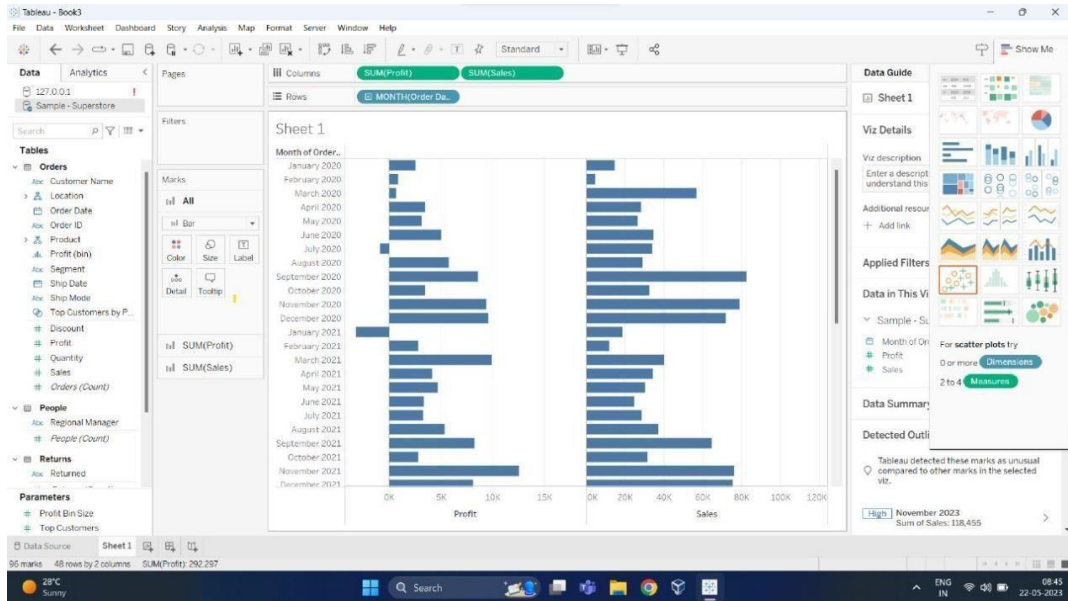 Tableau - Book3
File Data Worksheet Dashboard Story Analysis Map Format Server Window Help
Standard
Show Me
Data Analytics
127.0.0.1
Sample - Superstore
Search
Tables
Orders
Abc Customer Name
Location
Order Date
Abc Order ID
Product
Profit (bin)
Abc Segment
Ship Date
Abc Ship Mode
Top Customers by P...
# Discount
# Profit
# Quantity
# Sales
# Orders (Count)
People
Abc Regional Manager
# People (Count)
Returns
Abc Returned
Parameters
# Profit Bin Size
# Top Customers
Pages
Filters
Marks
All
Bar
Color Size Label
Detail Tooltip
SUM(Profit)
SUM(Sales)
Columns SUM(Profit) SUM(Sales)
Rows MONTH(Order Da..
Sheet 1
Month of Order..
January 2020
February 2020
March 2020
April 2020
May 2020
June 2020
July 2020
August 2020
September 2020
October 2020
November 2020
December 2020
January 2021
February 2021
March 2021
April 2021
May 2021
June 2021
July 2021
August 2021
September 2021
October 2021
November 2021
December 2021
0K 5K 10K 15K 0K 20K 40K 60K 80K 100K 120K
Profit Sales
Data Guide
Sheet 1
Viz Details
Viz description
Enter a descript
understand this
Additional resour
+ Add link
Applied Filters
Data in This Vi
Sample - Su
Month of Or
# Profit
# Sales
Data Summary
Detected Outli
Tableau detected these marks as unusual
compared to other marks in the selected
viz.
High November 2023
Sum of Sales: 118,455
For scatter plots try
0 or more Dimensions
2 to 4 Measures
Data Source Sheet 1
96 marks 48 rows by 2 columns SUM(Profit): 292,297
28°C
Sunny
Search
ENG
IN
08:45
22-05-2023